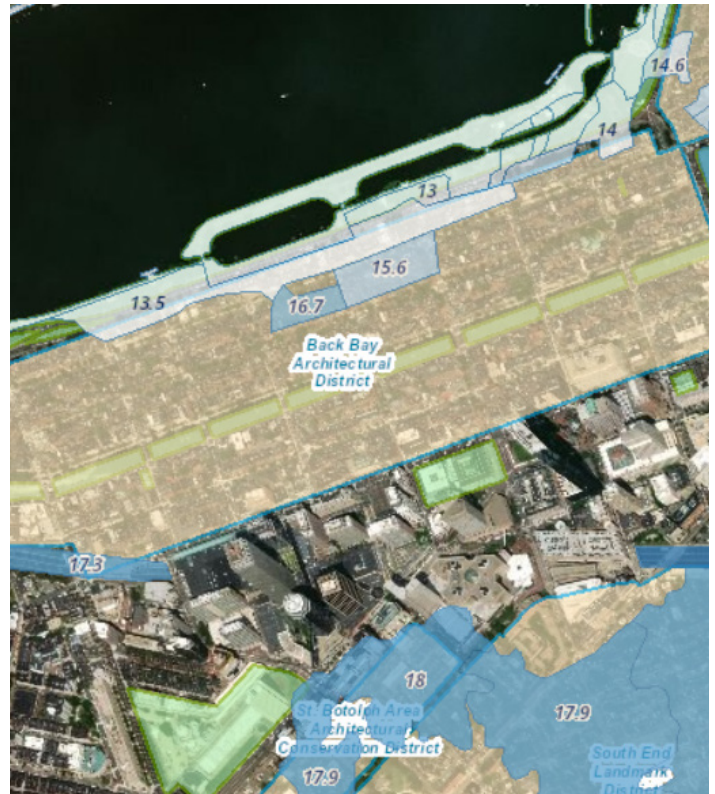 14.6
14
13
15.6
13.5
16.7
Back Bay
Architectural
District
17.3
18
17.9
St. Botolph Area
Architectural
Conservation District
17.9
South End
Landmark
District